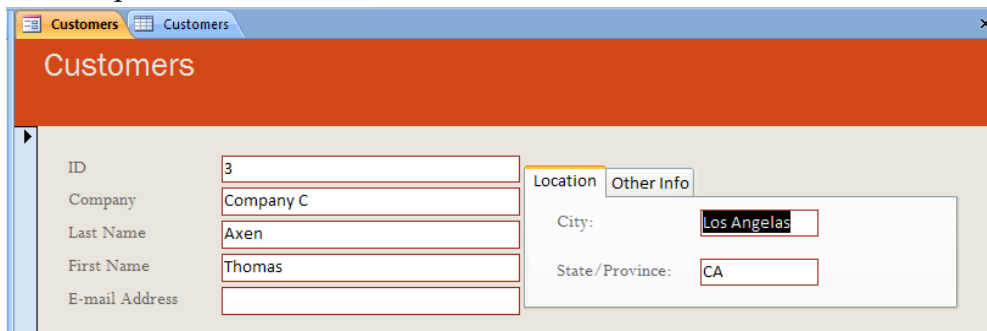 Customers Customers
Customers
ID 3
Company Company C
Last Name Axen
First Name Thomas
E-mail Address
Location Other Info
City: Los Angelas
State/Province: CA